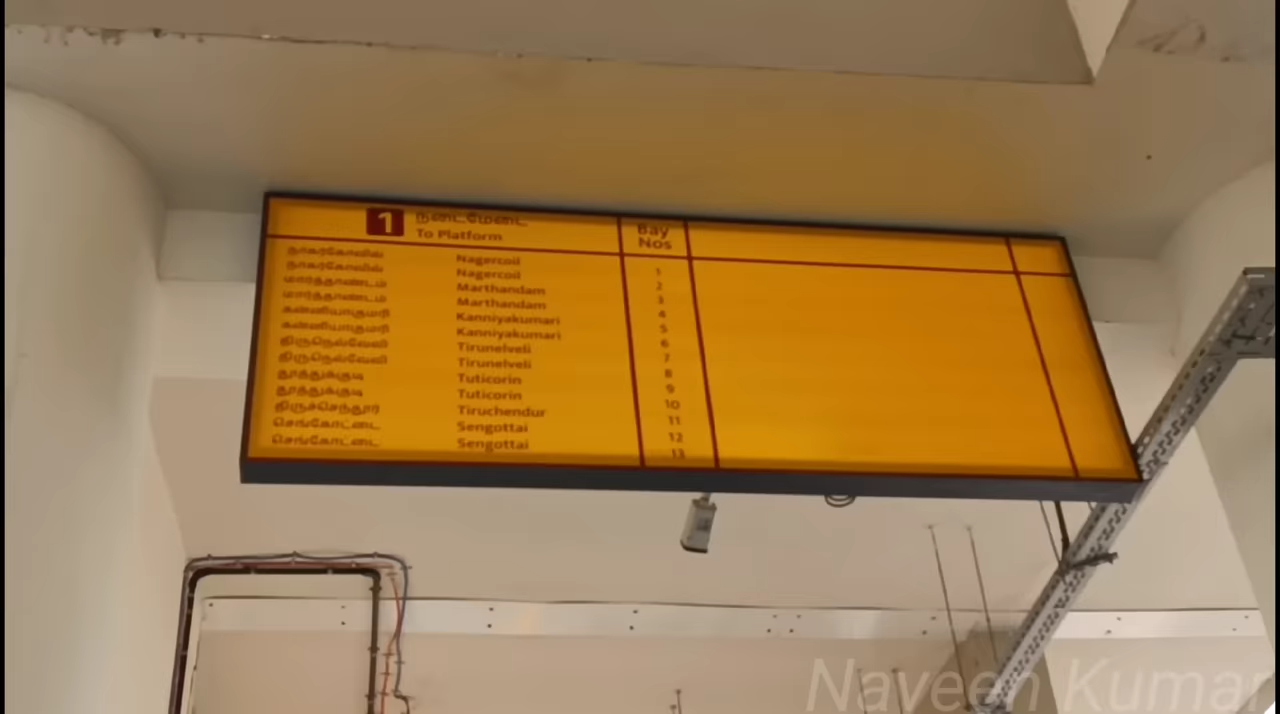 1 நடைமேடை
To Platform
Bay
Nos
நாகர்கோவில் Nagercoil 1
நாகர்கோவில் Nagercoil 2
மார்த்தாண்டம் Marthandam 3
மார்த்தாண்டம் Marthandam 4
கன்னியாகுமரி Kanniyakumari 5
கன்னியாகுமரி Kanniyakumari 6
திருநெல்வேலி Tirunelveli 7
திருநெல்வேலி Tirunelveli 8
தூத்துக்குடி Tuticorin 9
தூத்துக்குடி Tuticorin 10
திருச்செந்தூர் Tiruchendur 11
செங்கோட்டை Sengottai 12
செங்கோட்டை Sengottai 13
Naveen Kumar